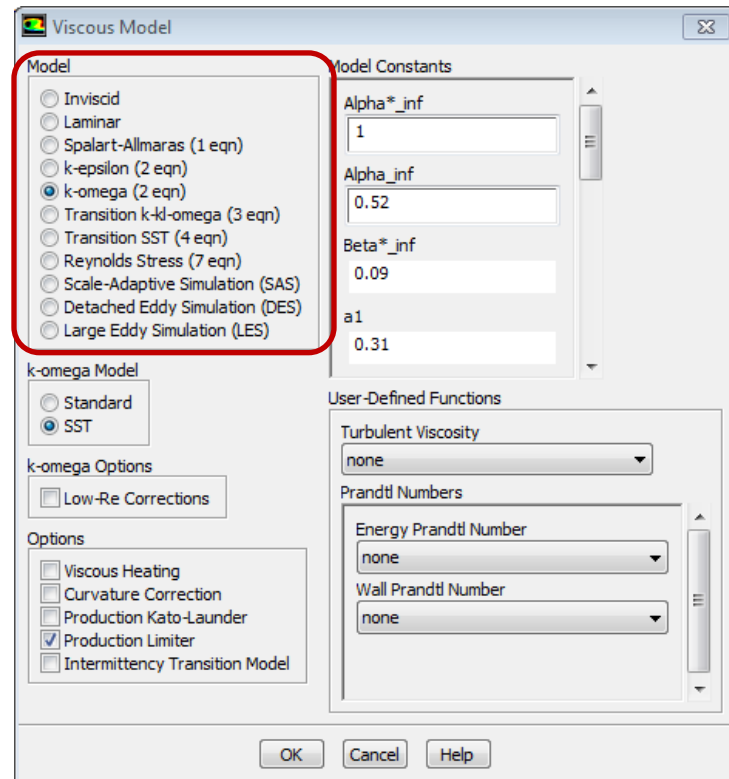 Viscous Model
Model
Inviscid
Laminar
Spalart-Allmaras (1 eqn)
k-epsilon (2 eqn)
k-omega (2 eqn)
Transition k-kl-omega (3 eqn)
Transition SST (4 eqn)
Reynolds Stress (7 eqn)
Scale-Adaptive Simulation (SAS)
Detached Eddy Simulation (DES)
Large Eddy Simulation (LES)
k-omega Model
Standard
SST
k-omega Options
Low-Re Corrections
Options
Viscous Heating
Curvature Correction
Production Kato-Launder
Production Limiter
Intermittency Transition Model
Model Constants
Alpha*_inf
1
Alpha_inf
0.52
Beta*_inf
0.09
a1
0.31
User-Defined Functions
Turbulent Viscosity
none
Prandtl Numbers
Energy Prandtl Number
none
Wall Prandtl Number
none
OK
Cancel
Help